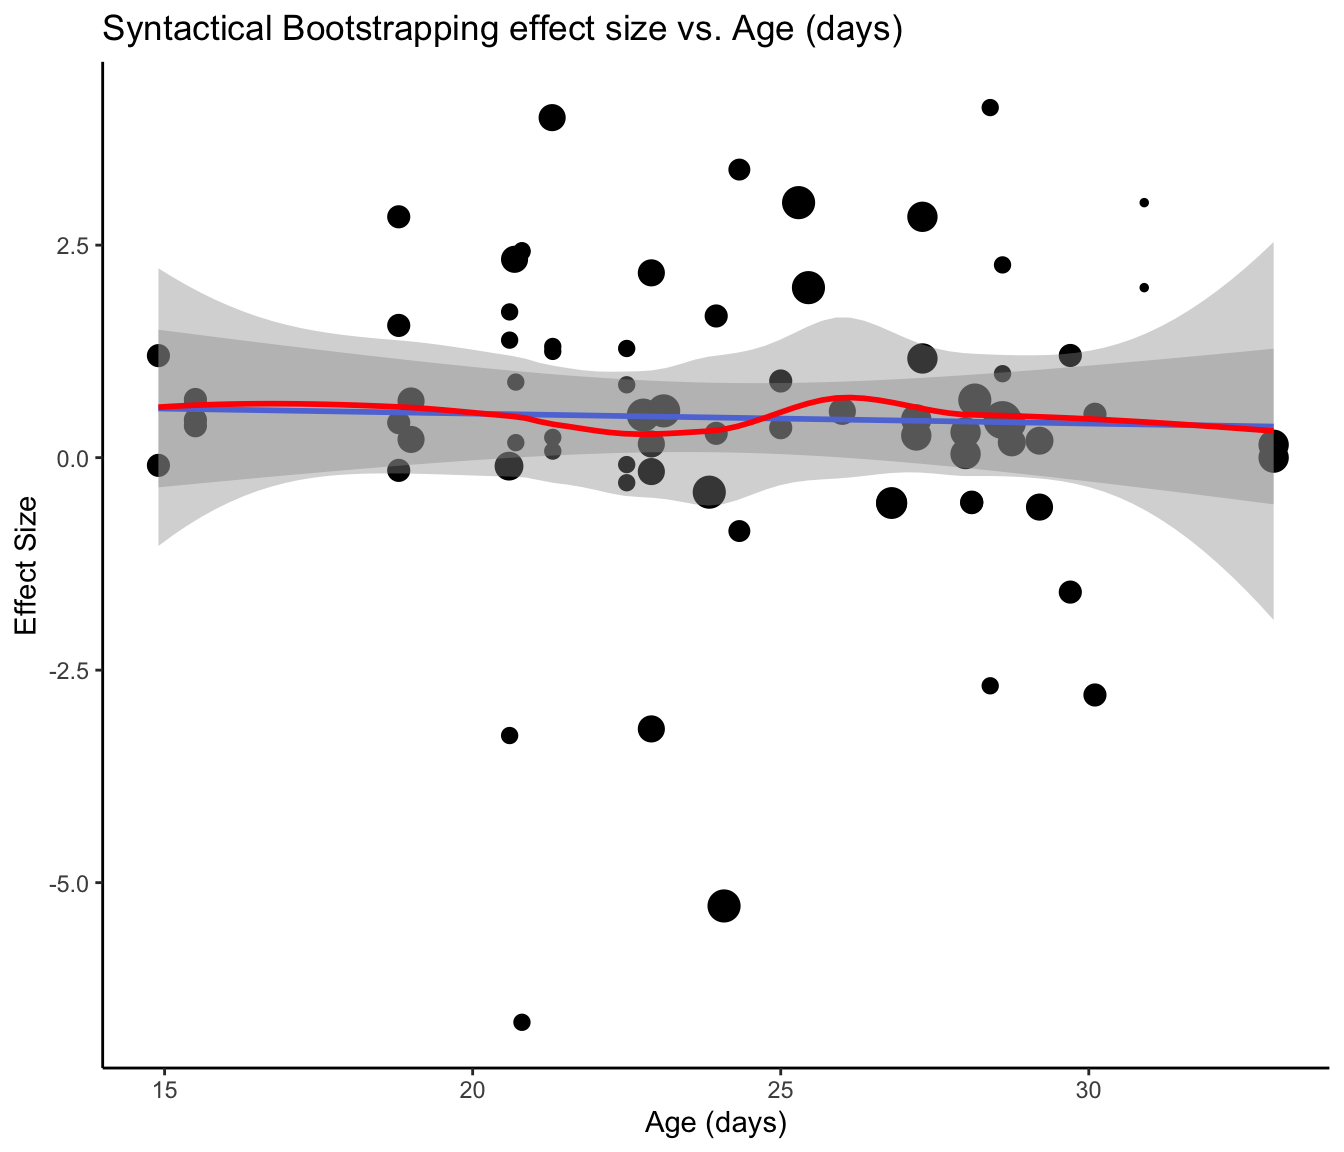 Syntactical Bootstrapping effect size vs. Age (days)
2.5
0.0
-2.5
-5.0
Effect Size
15 20 25 30
Age (days)